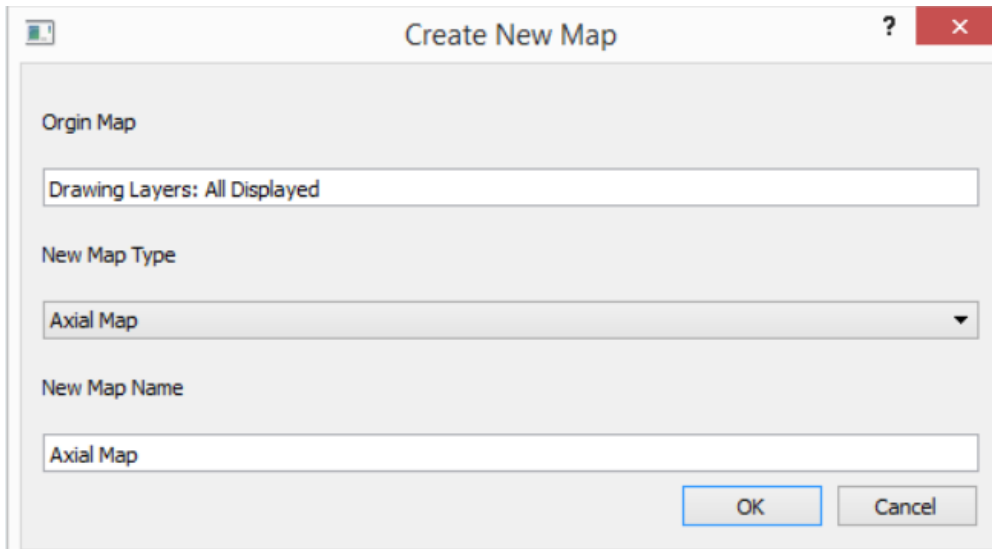 Create New Map
?
Orgin Map
Drawing Layers: All Displayed
New Map Type
Axial Map
New Map Name
Axial Map
OK
Cancel